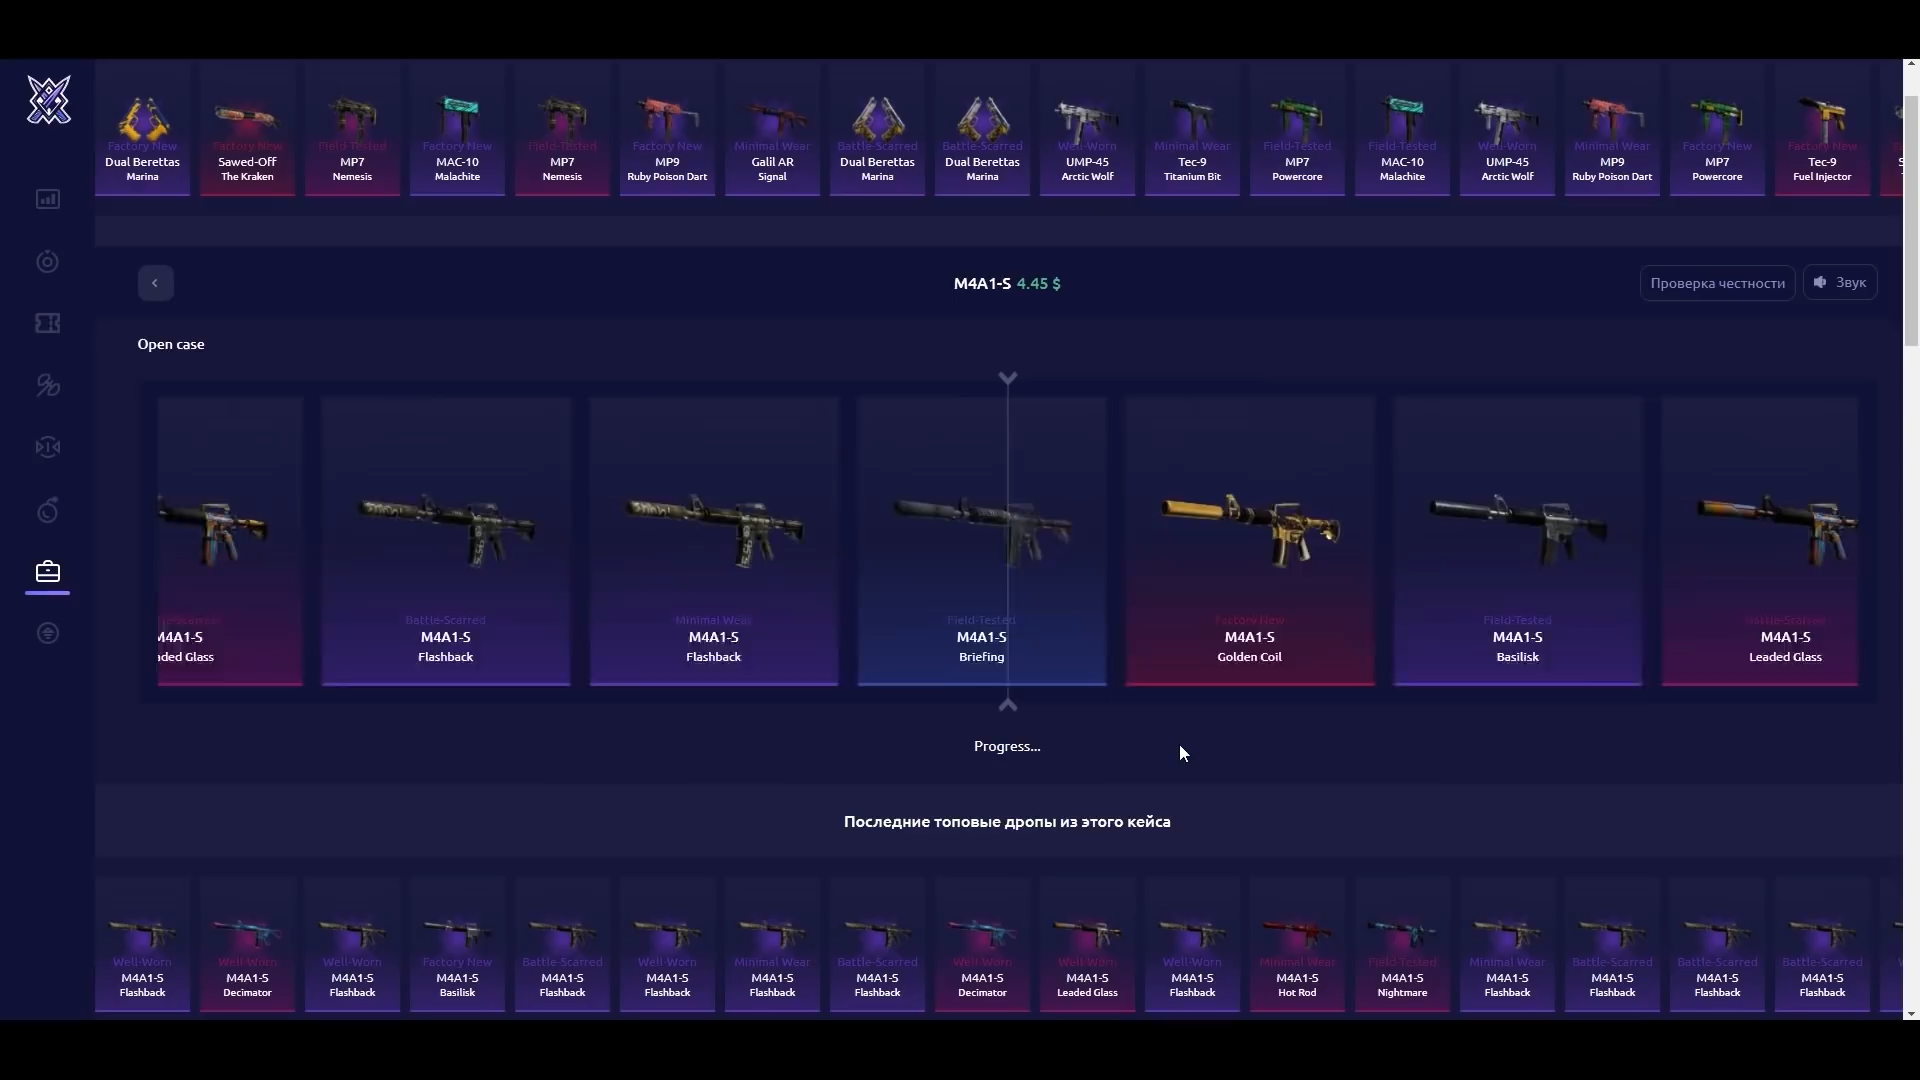 Factory New
Dual Berettas
Marina
Factory New
Sawed-Off
The Kraken
Field-Tested
MP7
Nemesis
Factory New
MAC-10
Malachite
Field-Tested
MP7
Nemesis
Factory New
MP9
Ruby Poison Dart
Minimal Wear
Galil AR
Signal
Battle-Scarred
Dual Berettas
Marina
Battle-Scarred
Dual Berettas
Marina
Well-Worn
UMP-45
Arctic Wolf
Minimal Wear
Tec-9
Titanium Bit
Field-Tested
MP7
Powercore
Field-Tested
MAC-10
Malachite
Well-Worn
UMP-45
Arctic Wolf
Minimal Wear
MP9
Ruby Poison Dart
Factory New
MP7
Powercore
Factory New
Tec-9
Fuel Injector
M4A1-S 4.45 $
Проверка честности
Звук
Open case
M4A1-S
aded Glass
Battle-Scarred
M4A1-S
Flashback
Minimal Wear
M4A1-S
Flashback
Field-Tested
M4A1-S
Briefing
Factory New
M4A1-S
Golden Coil
Field-Tested
M4A1-S
Basilisk
Battle-Scarred
M4A1-S
Leaded Glass
Progress...
Последние топовые дропы из этого кейса
Well-Worn
M4A1-S
Flashback
Well-Worn
M4A1-S
Decimator
Well-Worn
M4A1-S
Flashback
Factory New
M4A1-S
Basilisk
Battle-Scarred
M4A1-S
Flashback
Well-Worn
M4A1-S
Flashback
Minimal Wear
M4A1-S
Flashback
Battle-Scarred
M4A1-S
Flashback
Well-Worn
M4A1-S
Decimator
Well-Worn
M4A1-S
Leaded Glass
Well-Worn
M4A1-S
Flashback
Minimal Wear
M4A1-S
Hot Rod
Field-Tested
M4A1-S
Nightmare
Minimal Wear
M4A1-S
Flashback
Battle-Scarred
M4A1-S
Flashback
Battle-Scarred
M4A1-S
Flashback
Battle-Scarred
M4A1-S
Flashback